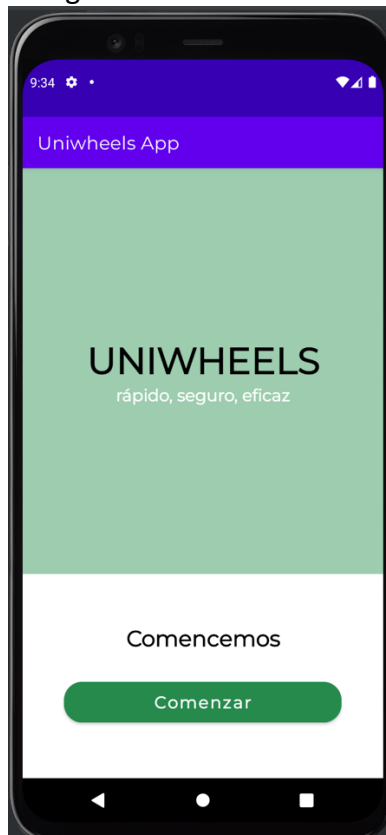 9:34
Uniwheels App
UNIWHEELS
rápido, seguro, eficaz
Comencemos
Comenzar